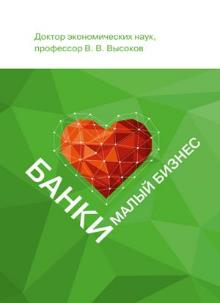 Доктор экономических наук,
профессор В. В. Высоков
БАНКИ
МАЛЫЙ БИЗНЕС